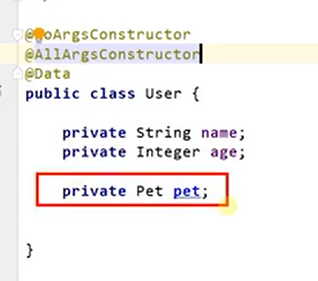 @NoArgsConstructor
@AllArgsConstructor
@Data
public class User {
private String name;
private Integer age;
private Pet pet;
}